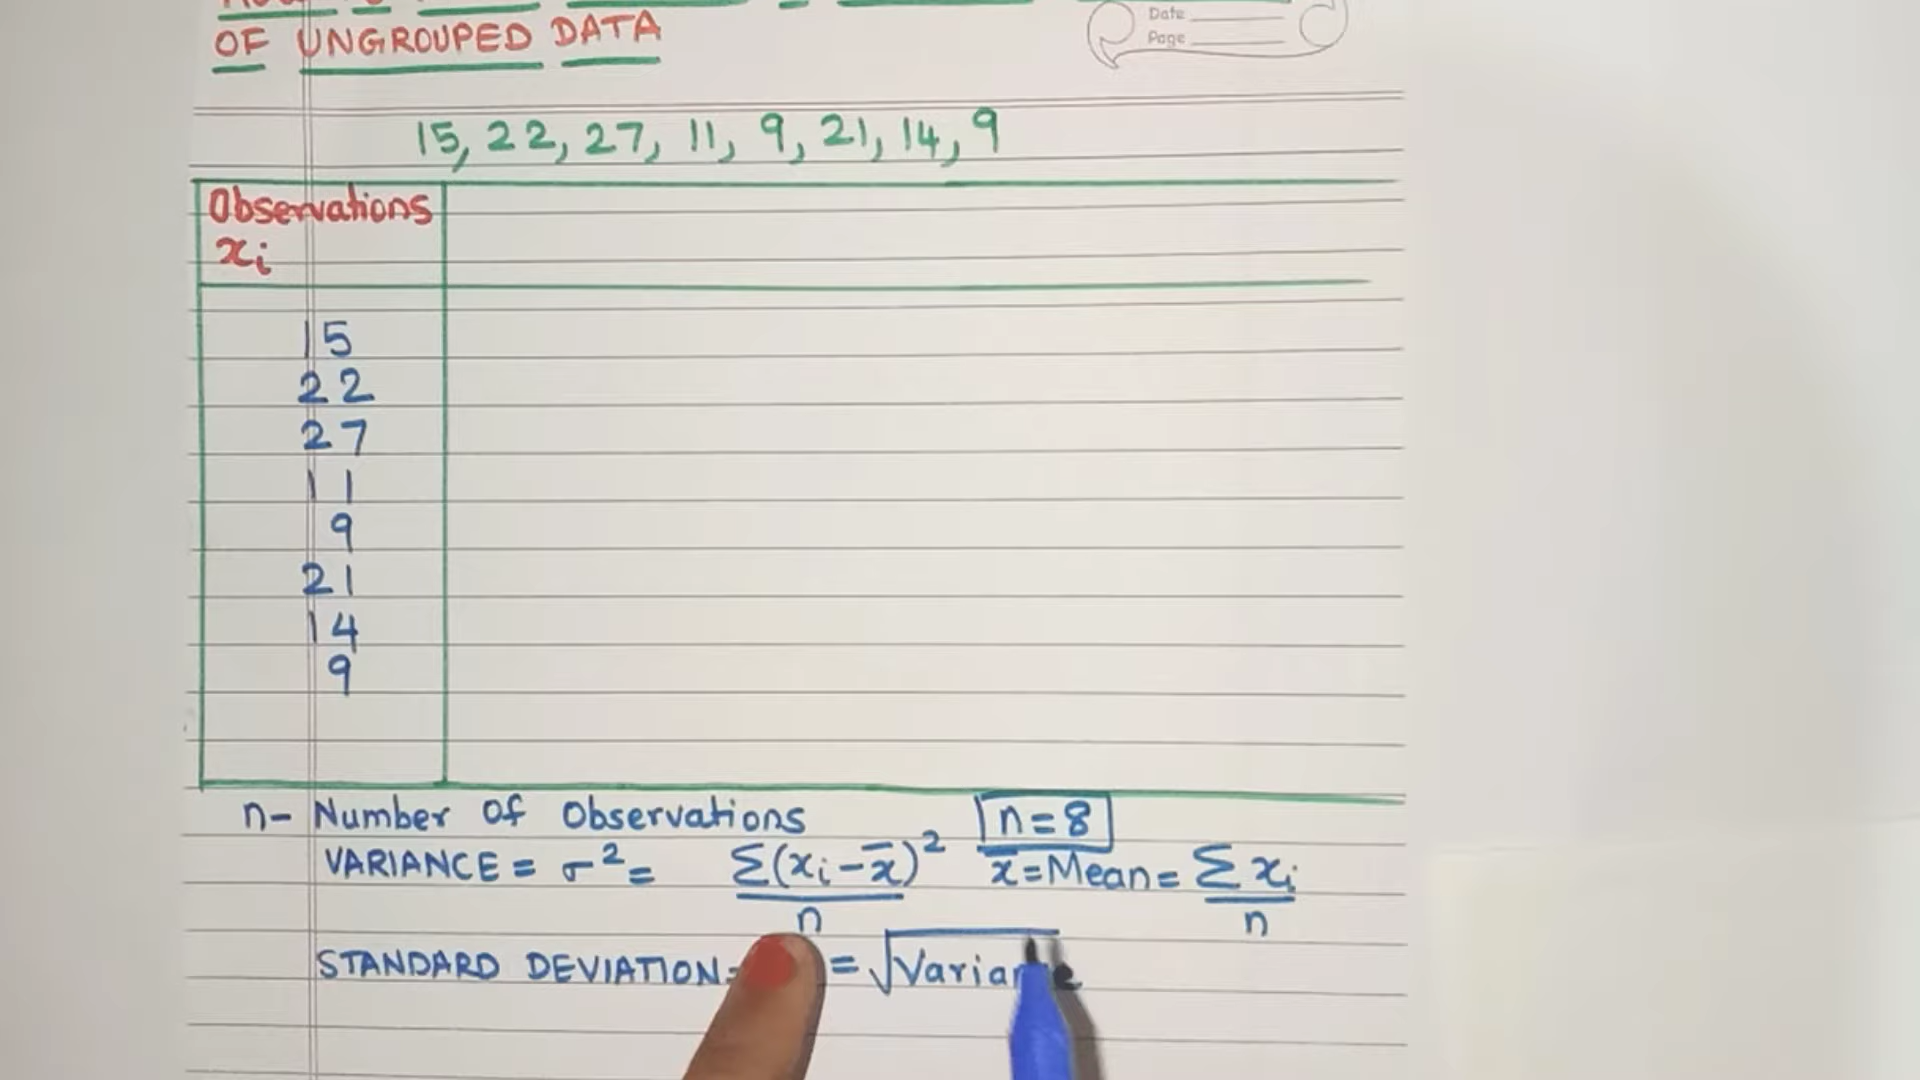 OF UNGROUPED DATA
Date
Page
15, 22, 27, 11, 9, 21, 14, 9
Observations
xᵢ
15
22
27
11
9
21
14
9
n- Number of Observations n=8
VARIANCE = σ² = Σ(xᵢ-x̄)²/n x̄=Mean= Σxᵢ/n
STANDARD DEVIATION= = √